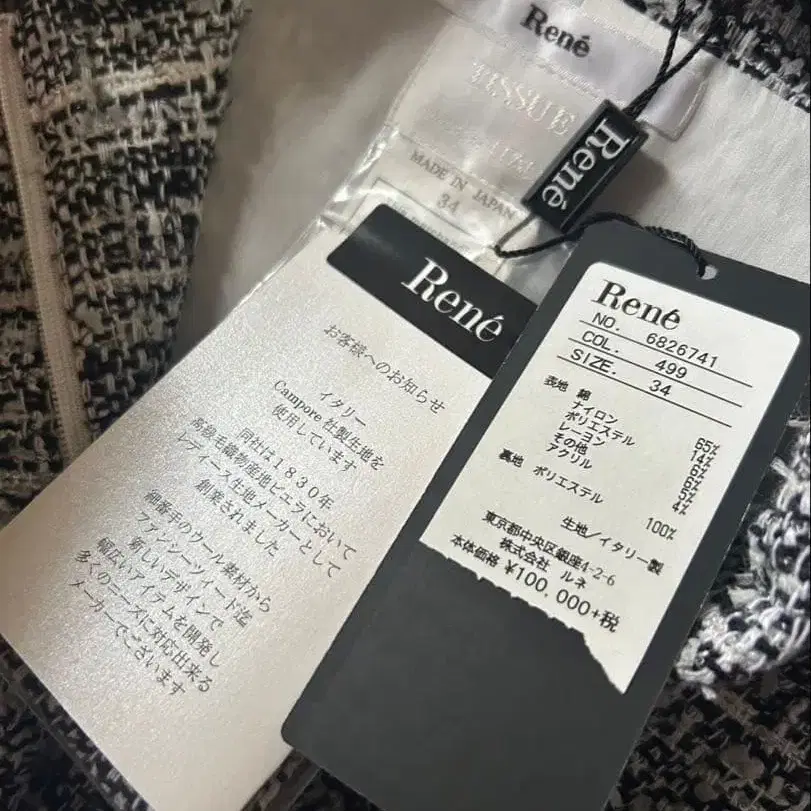 René
TISSUE
MADE IN JAPAN
34
René
René
お客様へのお知らせ
イタリー
Campore社製生地を
使用しています
同社は1830年
高級毛織物産地ビエラにおいて
レディース生地メーカーとして
創業されました
細番手のウール素材から
ファンシーツィード迄
新しいデザインで
幅広いアイテムを開発し
多くのニーズに対応出来る
メーカーでございます
René
NO. 6826741
COL. 499
SIZE. 34
表地 綿 65%
ナイロン 14%
ポリエステル 6%
レーヨン 6%
その他 5%
アクリル 4%
裏地 ポリエステル 100%
生地/イタリー製
東京都中央区銀座4-2-6
株式会社 ルネ
本体価格 ¥100,000+税